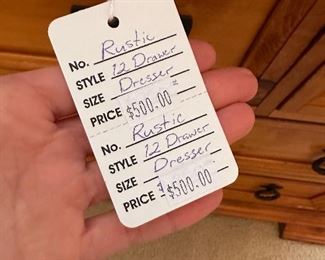 No. Rustic
STYLE 12 Drawer
SIZE Dresser
PRICE $500.00
No. Rustic
STYLE 12 Drawer
SIZE Dresser
PRICE $500.00